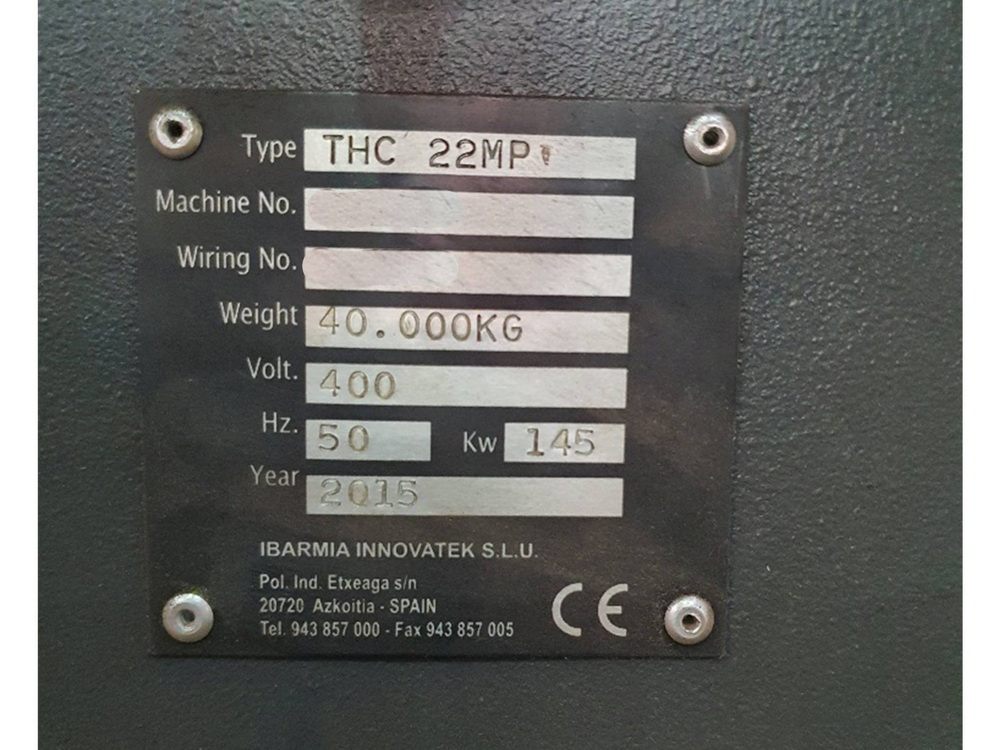 Type THC 22MP
Machine No.
Wiring No.
Weight 40.000KG
Volt. 400
Hz. 50 Kw 145
Year 2015
IBARMIA INNOVATEK S.L.U.
Pol. Ind. Etxeaga s/n
20720 Azkoitia - SPAIN
Tel. 943 857 000 - Fax 943 857 005
CE